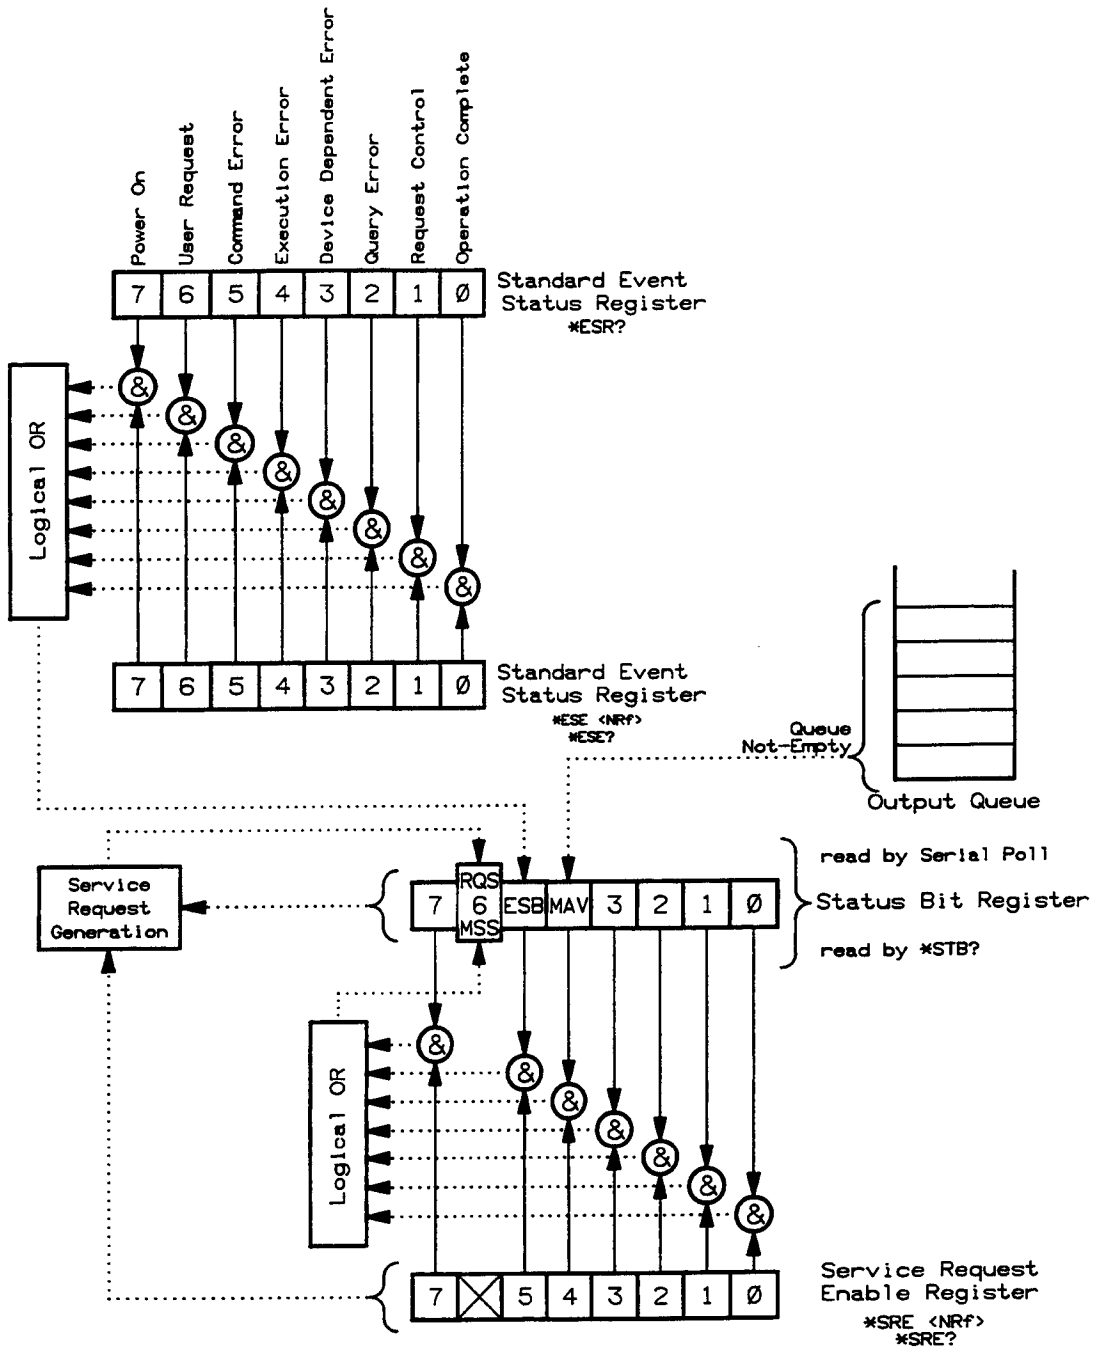 Power On
User Request
Command Error
Execution Error
Device Dependent Error
Query Error
Request Control
Operation Complete
7 6 5 4 3 2 1 0
Standard Event
Status Register
*ESR?
Logical OR
&
&
&
&
&
&
&
&
7 6 5 4 3 2 1 0
Standard Event
Status Register
*ESE <NRf>
*ESE?
Queue
Not-Empty
Output Queue
Service
Request
Generation
7
RQS
6
MSS
ESB MAV 3 2 1 0
read by Serial Poll
Status Bit Register
read by *STB?
Logical OR
&
&
&
&
&
&
&
7 5 4 3 2 1 0
Service Request
Enable Register
*SRE <NRf>
*SRE?